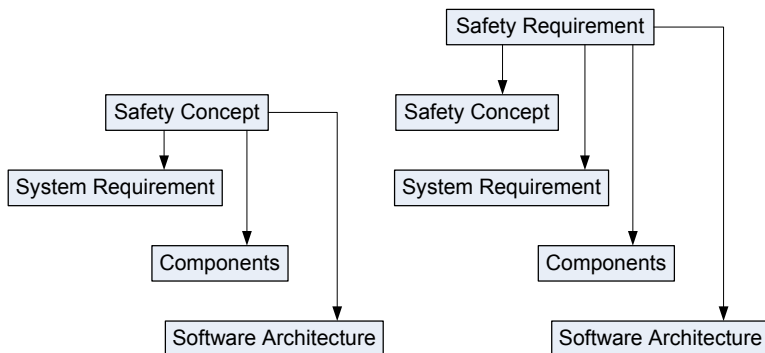 Safety Concept
System Requirement
Components
Software Architecture
Safety Requirement
Safety Concept
System Requirement
Components
Software Architecture